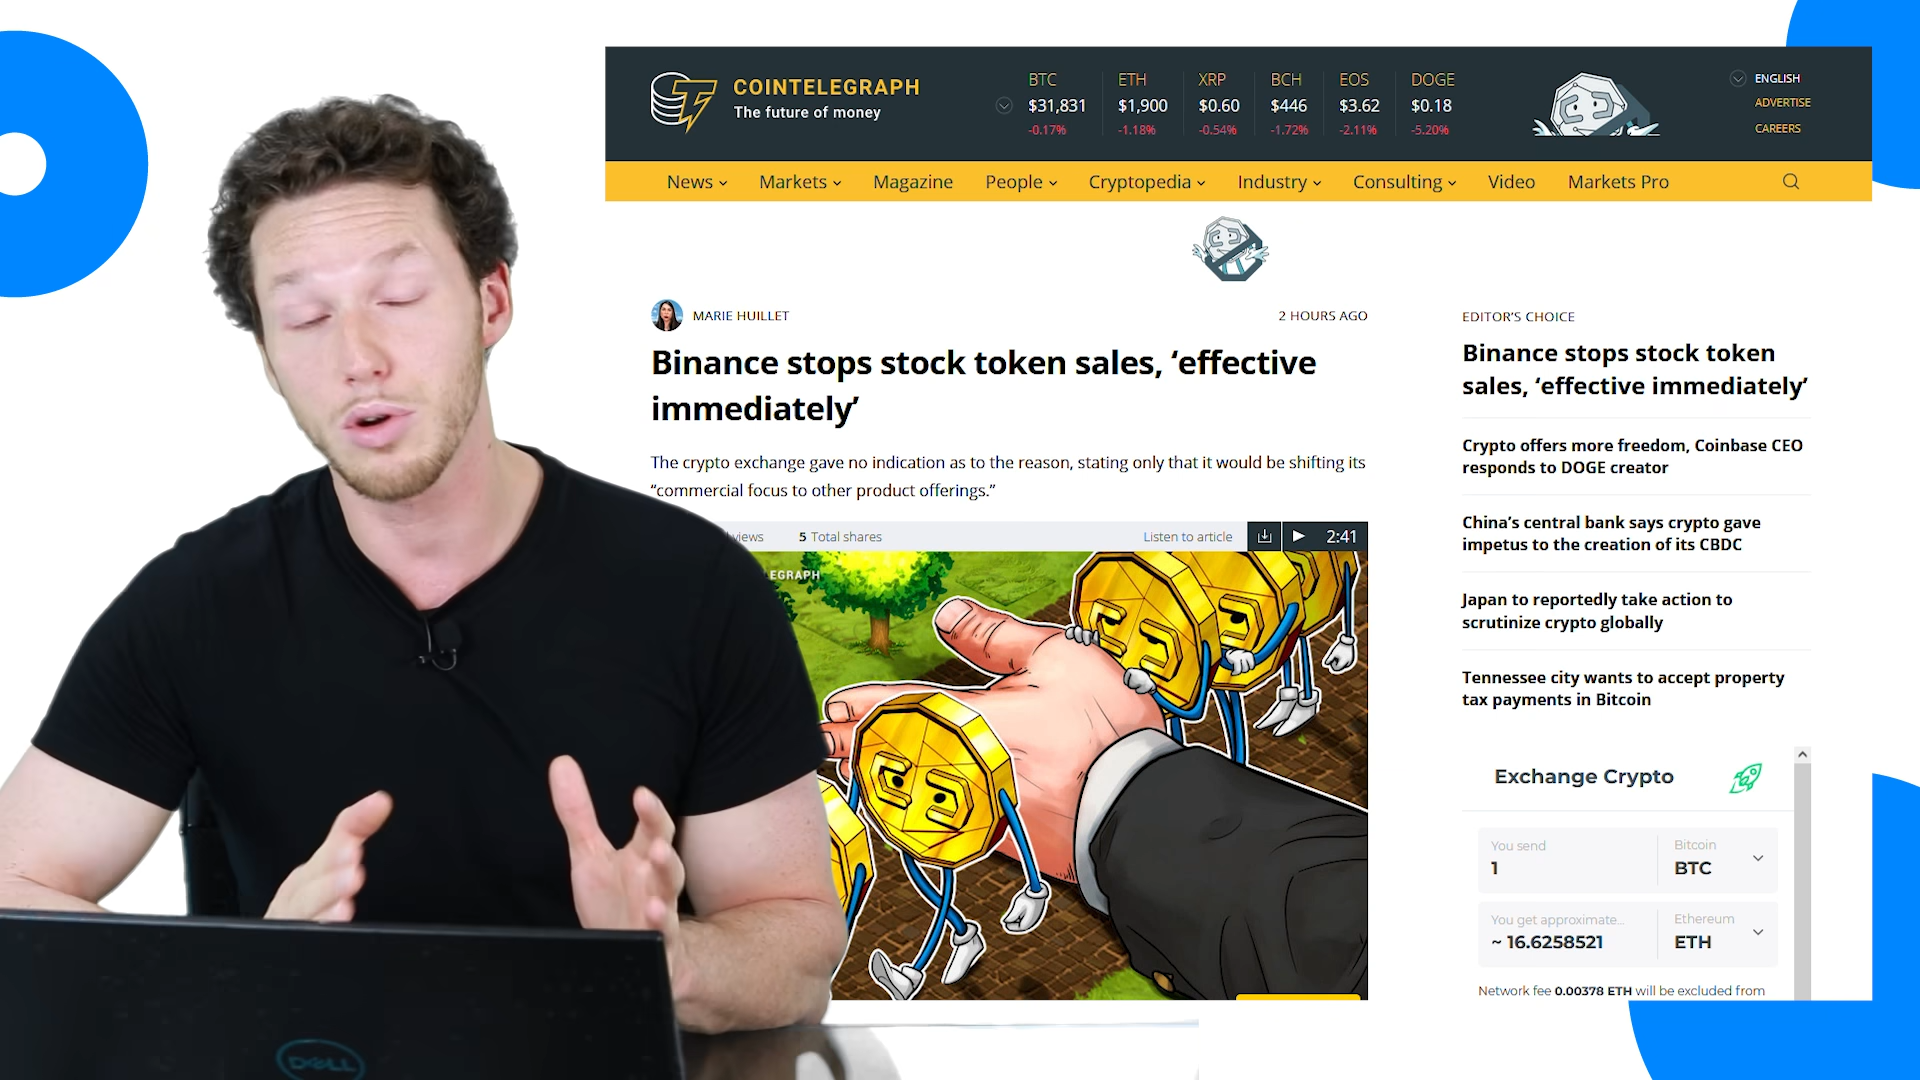 COINTELEGRAPH
The future of money
BTC
$31,831
-0.17%
ETH
$1,900
-1.18%
XRP
$0.60
-0.54%
BCH
$446
-1.72%
EOS
$3.62
-2.11%
DOGE
$0.18
-5.20%
ENGLISH
ADVERTISE
CAREERS
News Markets Magazine People Cryptopedia Industry Consulting Video Markets Pro
MARIE HUILLET
2 HOURS AGO
Binance stops stock token sales, ‘effective
immediately’
The crypto exchange gave no indication as to the reason, stating only that it would be shifting its
“commercial focus to other product offerings.”
5 Total shares
Listen to article
2:41
EDITOR’S CHOICE
Binance stops stock token
sales, ‘effective immediately’
Crypto offers more freedom, Coinbase CEO
responds to DOGE creator
China’s central bank says crypto gave
impetus to the creation of its CBDC
Japan to reportedly take action to
scrutinize crypto globally
Tennessee city wants to accept property
tax payments in Bitcoin
Exchange Crypto
You send
1
Bitcoin
BTC
You get approximate...
~ 16.6258521
Ethereum
ETH
Network fee 0.00378 ETH will be excluded from
DELL